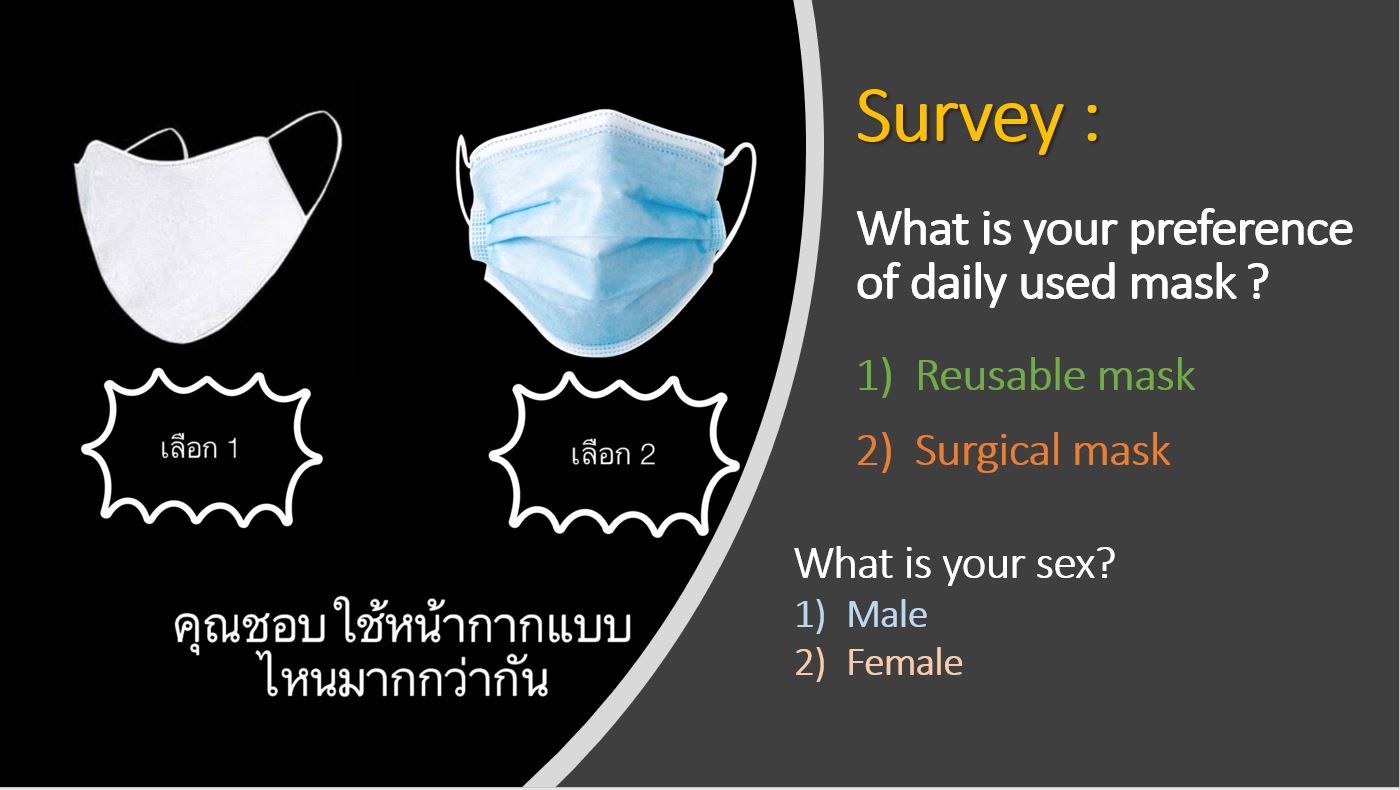 เลือก 1
เลือก 2
คุณชอบ ใช้หน้ากากแบบ
ไหนมากกว่ากัน
Survey :
What is your preference
of daily used mask ?
1) Reusable mask
2) Surgical mask
What is your sex?
1) Male
2) Female